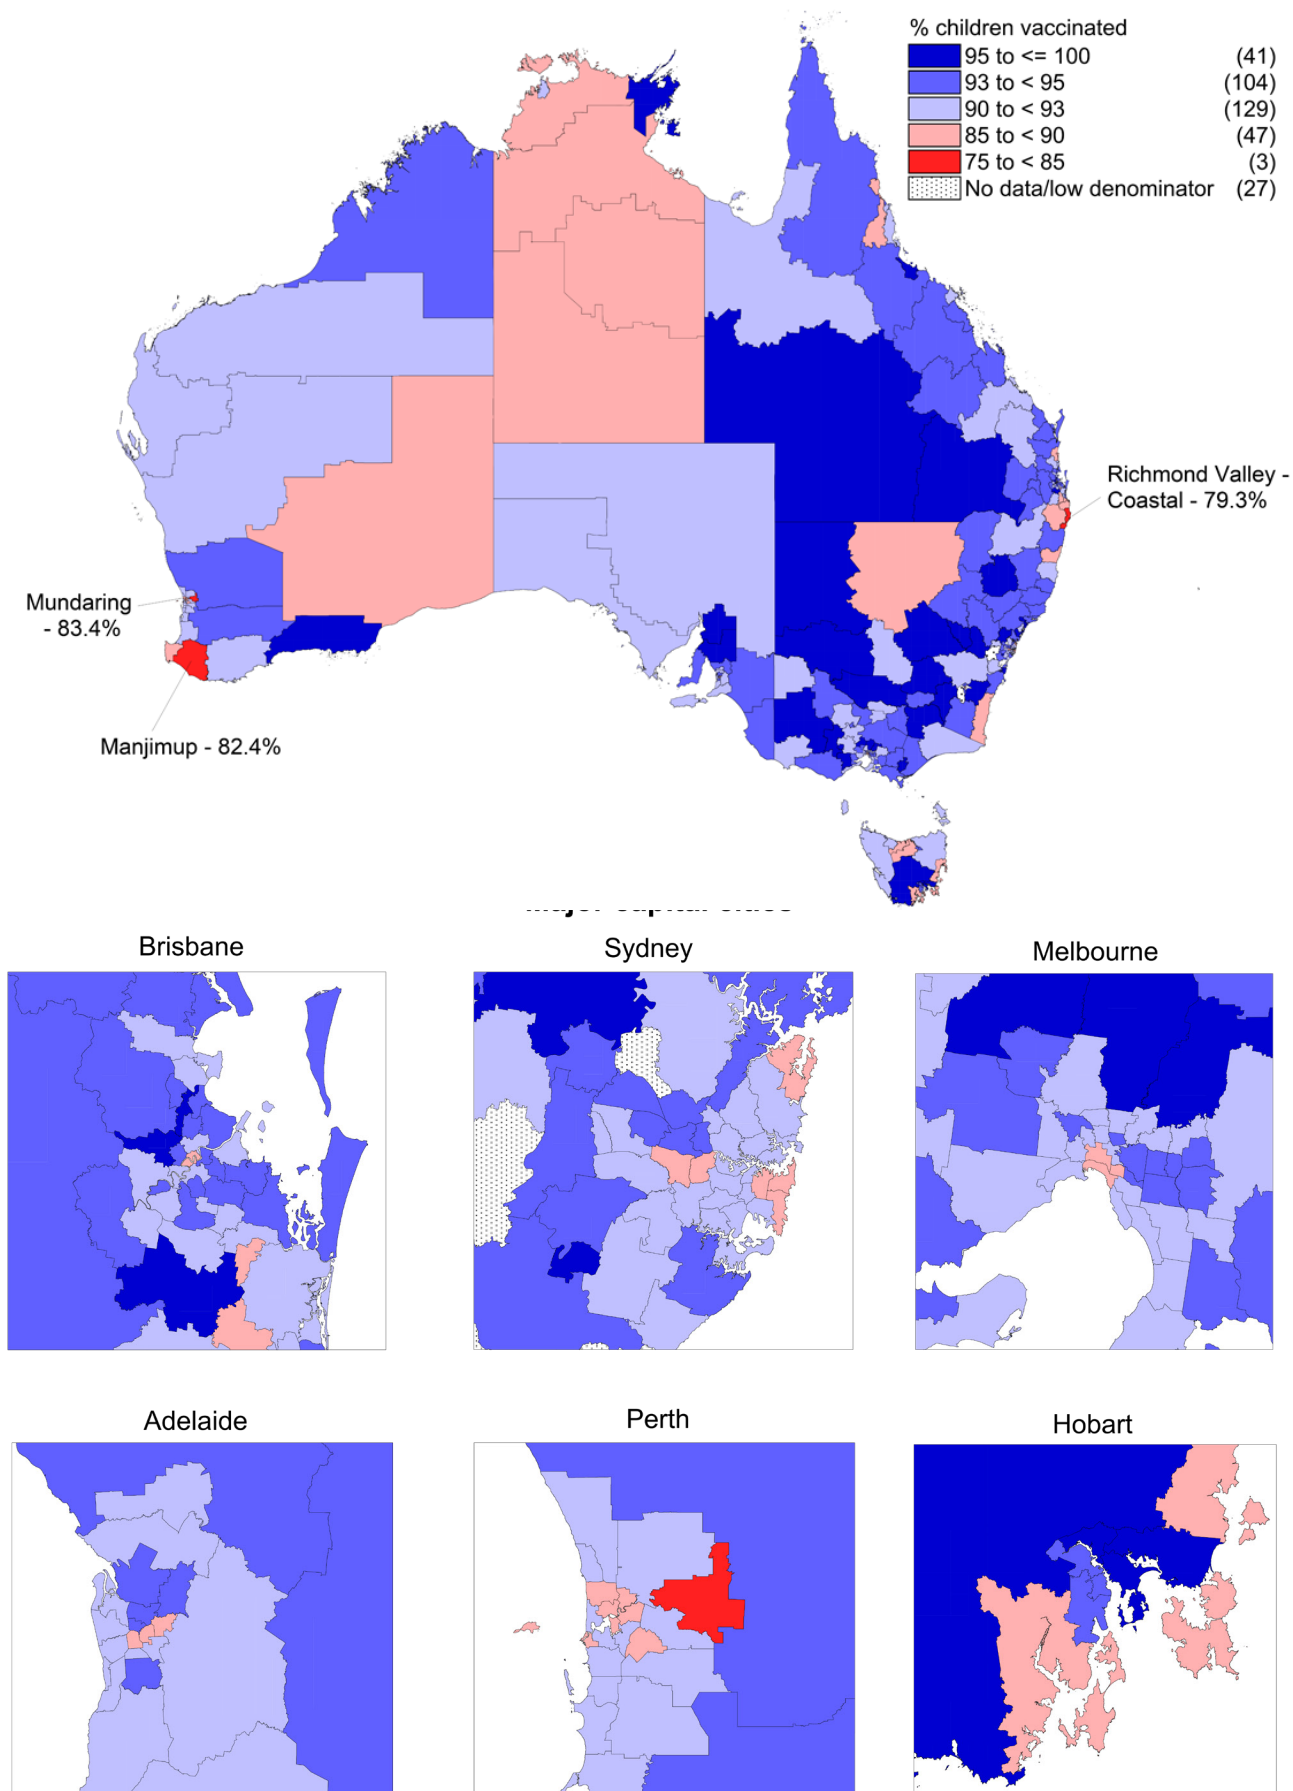 % children vaccinated
95 to <= 100 (41)
93 to < 95 (104)
90 to < 93 (129)
85 to < 90 (47)
75 to < 85 (3)
No data/low denominator (27)
Richmond Valley -
Coastal - 79.3%
Mundaring
- 83.4%
Manjimup - 82.4%
Brisbane
Sydney
Melbourne
Adelaide
Perth
Hobart